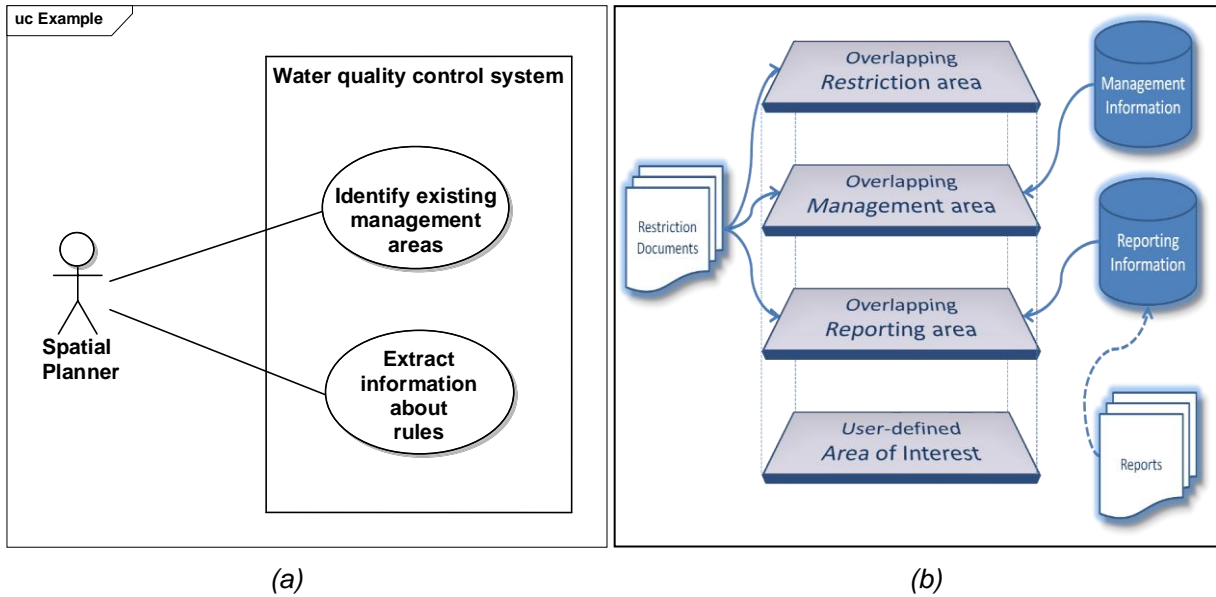 uc Example
Water quality control system
Identify existing
management
areas
Extract
information
about
rules
Spatial
Planner
(a)
Overlapping
Restriction area
Overlapping
Management area
Overlapping
Reporting area
User-defined
Area of Interest
Restriction
Documents
Management
Information
Reporting
Information
Reports
(b)